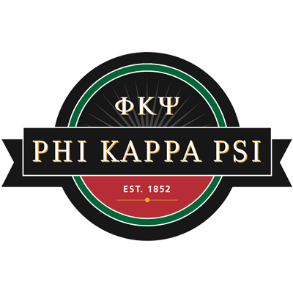 ΦΚΨ
PHI KAPPA PSI
EST. 1852